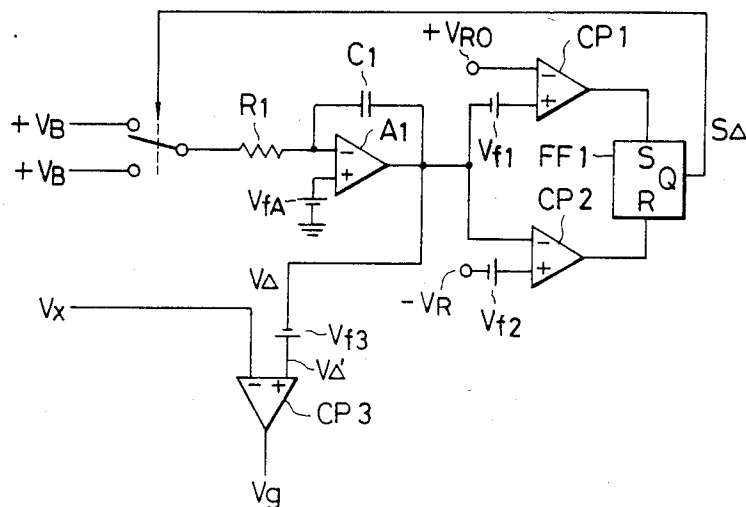 +VRO
CP1
C1
R1
A1
SΔ
+VB
Vf1
FF1
S
Q
R
+VB
VfA
CP2
-VR
Vf2
VΔ
Vx
Vf3
VΔ'
CP3
Vg